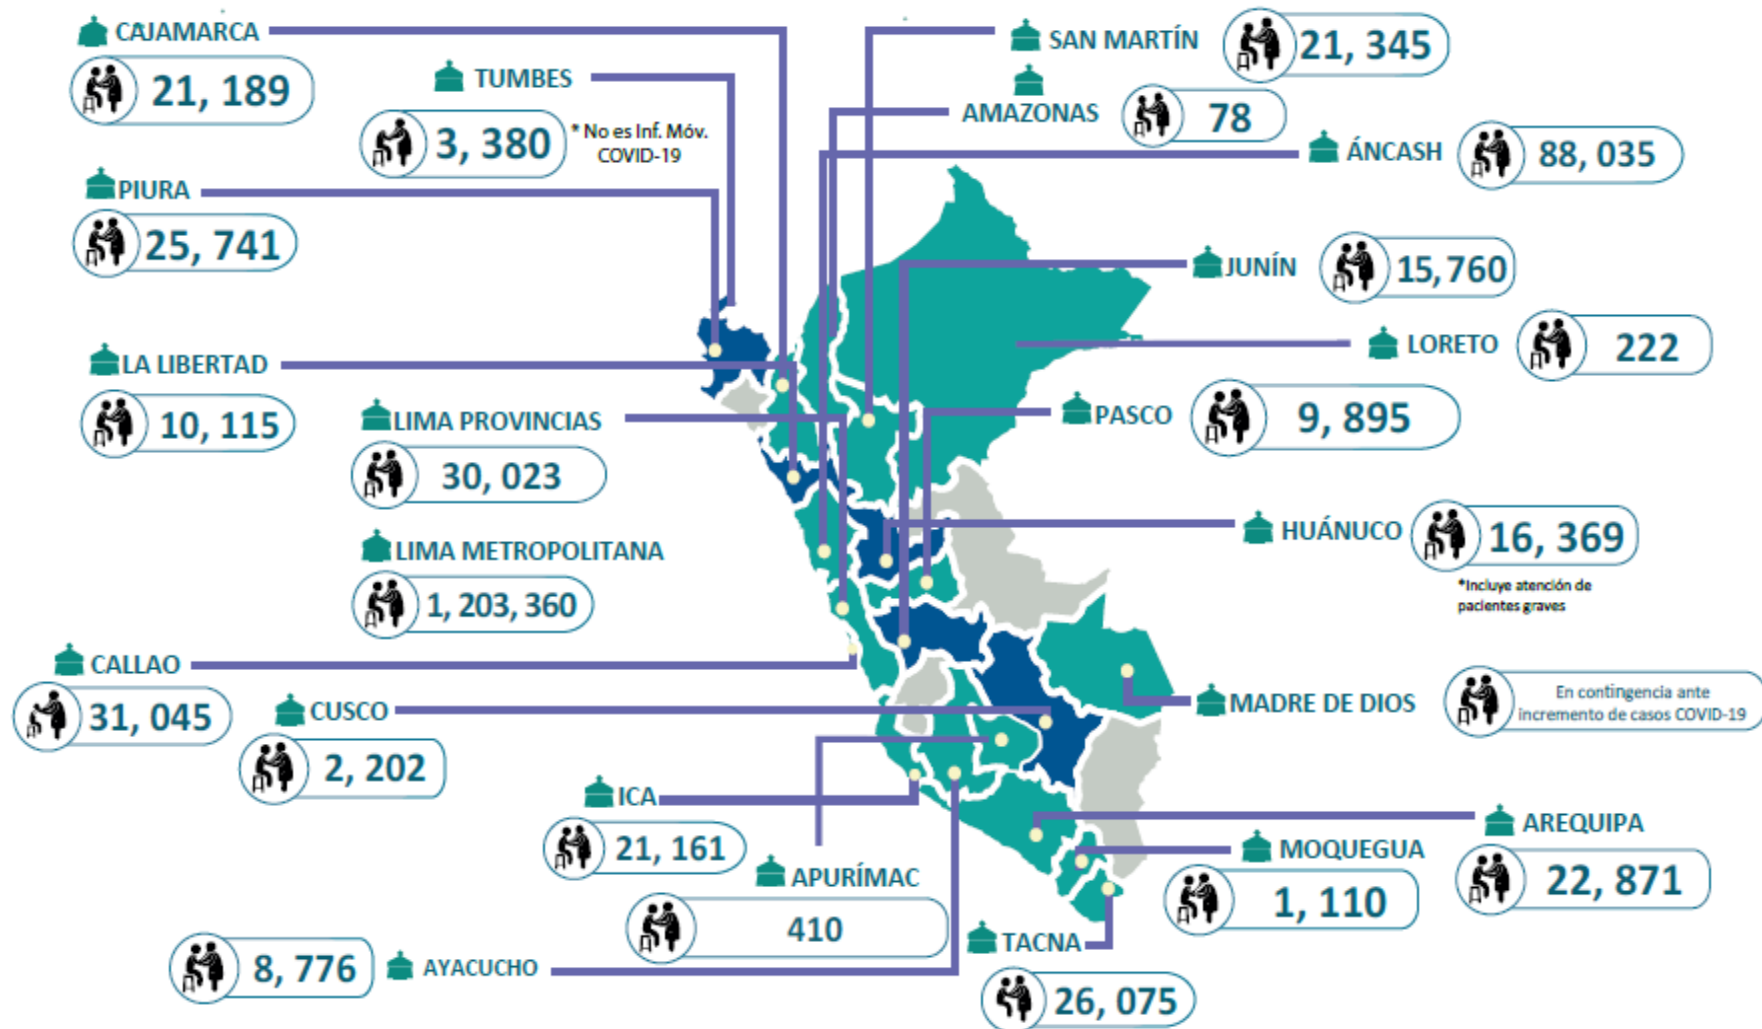 CAJAMARCA
21, 189
TUMBES
3, 380
* No es Inf. Móv.
COVID-19
PIURA
25, 741
LA LIBERTAD
10, 115
LIMA PROVINCIAS
30, 023
LIMA METROPOLITANA
1, 203, 360
CALLAO
31, 045
CUSCO
2, 202
ICA
21, 161
APURÍMAC
410
8, 776
AYACUCHO
SAN MARTÍN
21, 345
AMAZONAS
78
ÁNCASH
88, 035
JUNÍN
15,760
LORETO
222
PASCO
9, 895
HUÁNUCO
16, 369
*Incluye atención de
pacientes graves
MADRE DE DIOS
En contingencia ante
incremento de casos COVID-19
AREQUIPA
22, 871
MOQUEGUA
1, 110
TACNA
26, 075